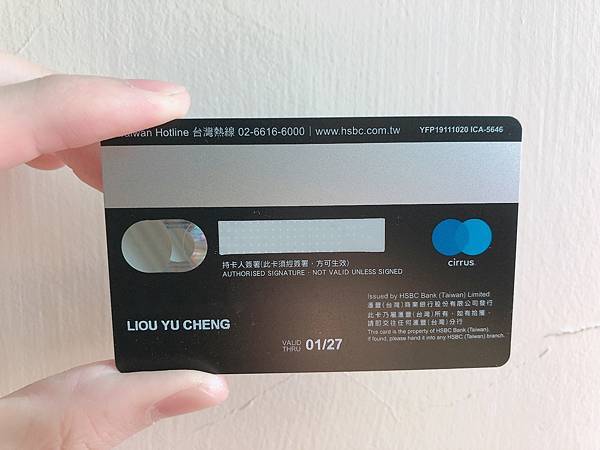 Taiwan Hotline 台灣熱線 02-6616-6000 | www.hsbc.com.tw YFP19111020 ICA-5646
持卡人簽署(此卡須經簽署，方可生效)
AUTHORISED SIGNATURE - NOT VALID UNLESS SIGNED
cirrus
Issued by HSBC Bank (Taiwan) Limited
滙豐(台灣)商業銀行股份有限公司發行
此卡乃屬滙豐(台灣)所有，如有拾獲，
請即交往任何滙豐(台灣)分行
This card is the property of HSBC Bank (Taiwan).
If found, please hand it into any HSBC (Taiwan) branch.
LIOU YU CHENG
VALID THRU 01/27